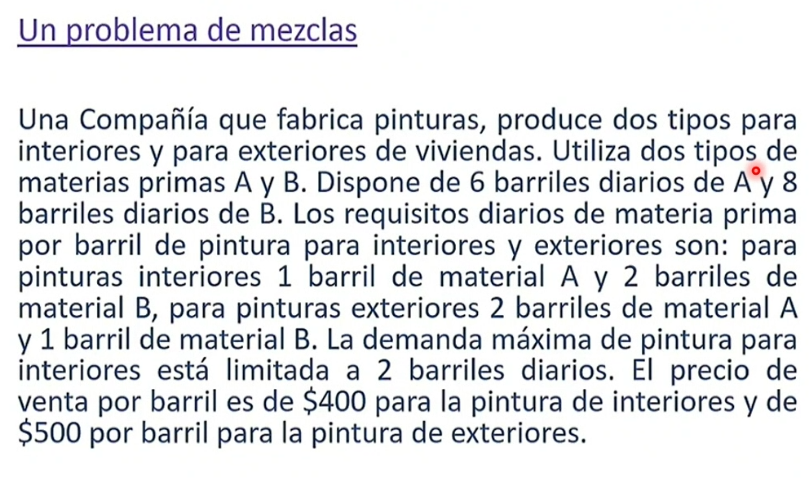 Un problema de mezclas
Una Compañía que fabrica pinturas, produce dos tipos para
interiores y para exteriores de viviendas. Utiliza dos tipos de
materias primas A y B. Dispone de 6 barriles diarios de A y 8
barriles diarios de B. Los requisitos diarios de materia prima
por barril de pintura para interiores y exteriores son: para
pinturas interiores 1 barril de material A y 2 barriles de
material B, para pinturas exteriores 2 barriles de material A
y 1 barril de material B. La demanda máxima de pintura para
interiores está limitada a 2 barriles diarios. El precio de
venta por barril es de $400 para la pintura de interiores y de
$500 por barril para la pintura de exteriores.